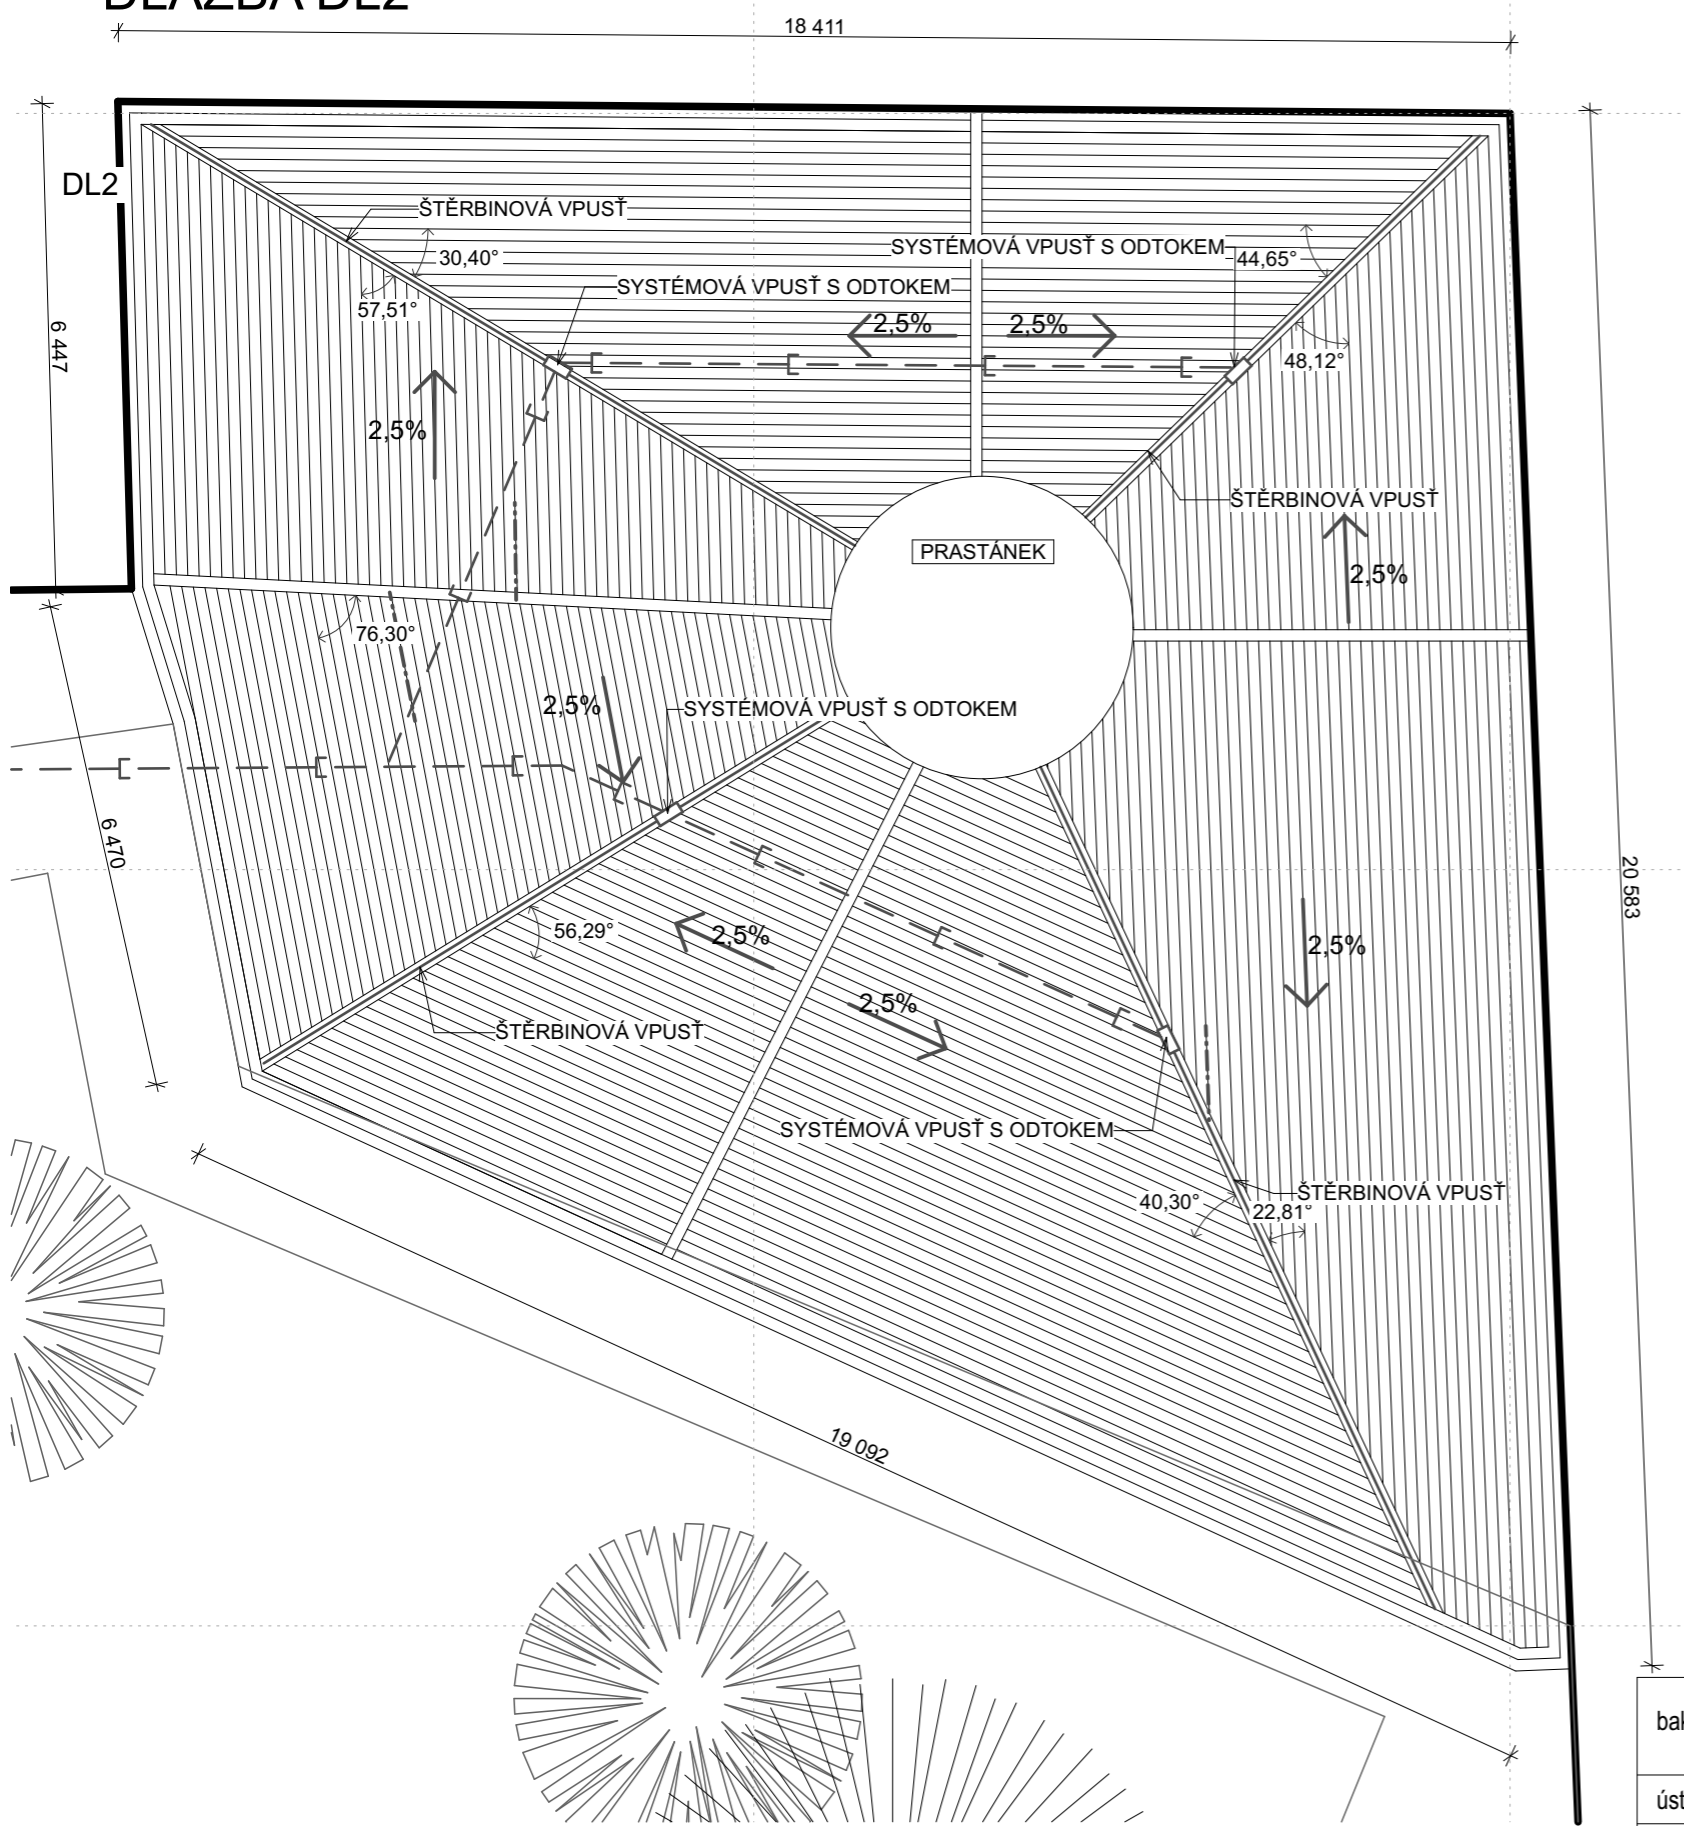 DLAŽBA DL2
18 411
DL2
ŠTĚRBINOVÁ VPUSŤ
30,40°
SYSTÉMOVÁ VPUSŤ S ODTOKEM
44,65°
SYSTÉMOVÁ VPUSŤ S ODTOKEM
57,51°
2,5%
2,5%
6 447
48,12°
2,5%
ŠTĚRBINOVÁ VPUSŤ
PRASTÁNEK
2,5%
76,30°
2,5%
SYSTÉMOVÁ VPUSŤ S ODTOKEM
6 470
20 583
56,29°
2,5%
2,5%
2,5%
ŠTĚRBINOVÁ VPUSŤ
SYSTÉMOVÁ VPUSŤ S ODTOKEM
40,30°
ŠTĚRBINOVÁ VPUSŤ
22,81°
19 092